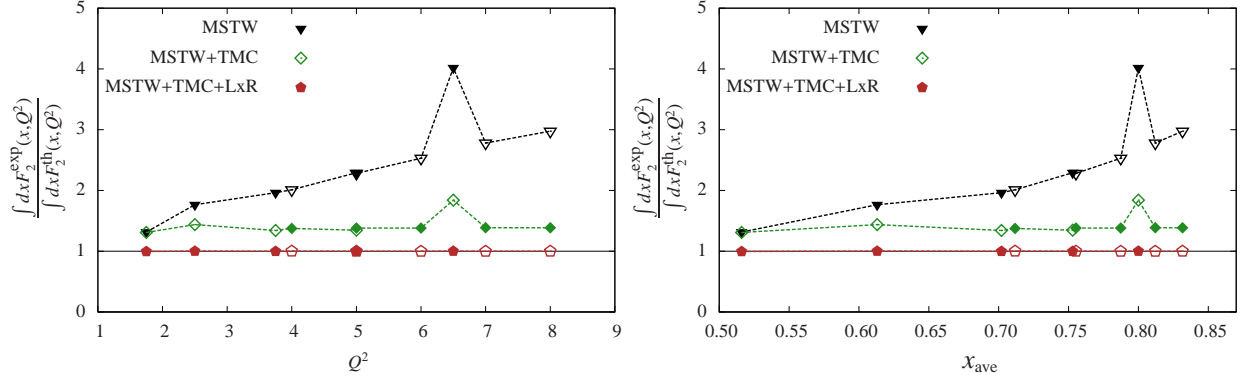 5
4
3
2
1
0
∫ dxF₂^exp(x,Q²)
∫ dxF₂^th(x,Q²)
MSTW
MSTW+TMC
MSTW+TMC+LxR
1 2 3 4 5 6 7 8 9
Q²
5
4
3
2
1
0
∫ dxF₂^exp(x,Q²)
∫ dxF₂^th(x,Q²)
MSTW
MSTW+TMC
MSTW+TMC+LxR
0.50 0.55 0.60 0.65 0.70 0.75 0.80 0.85
x_ave